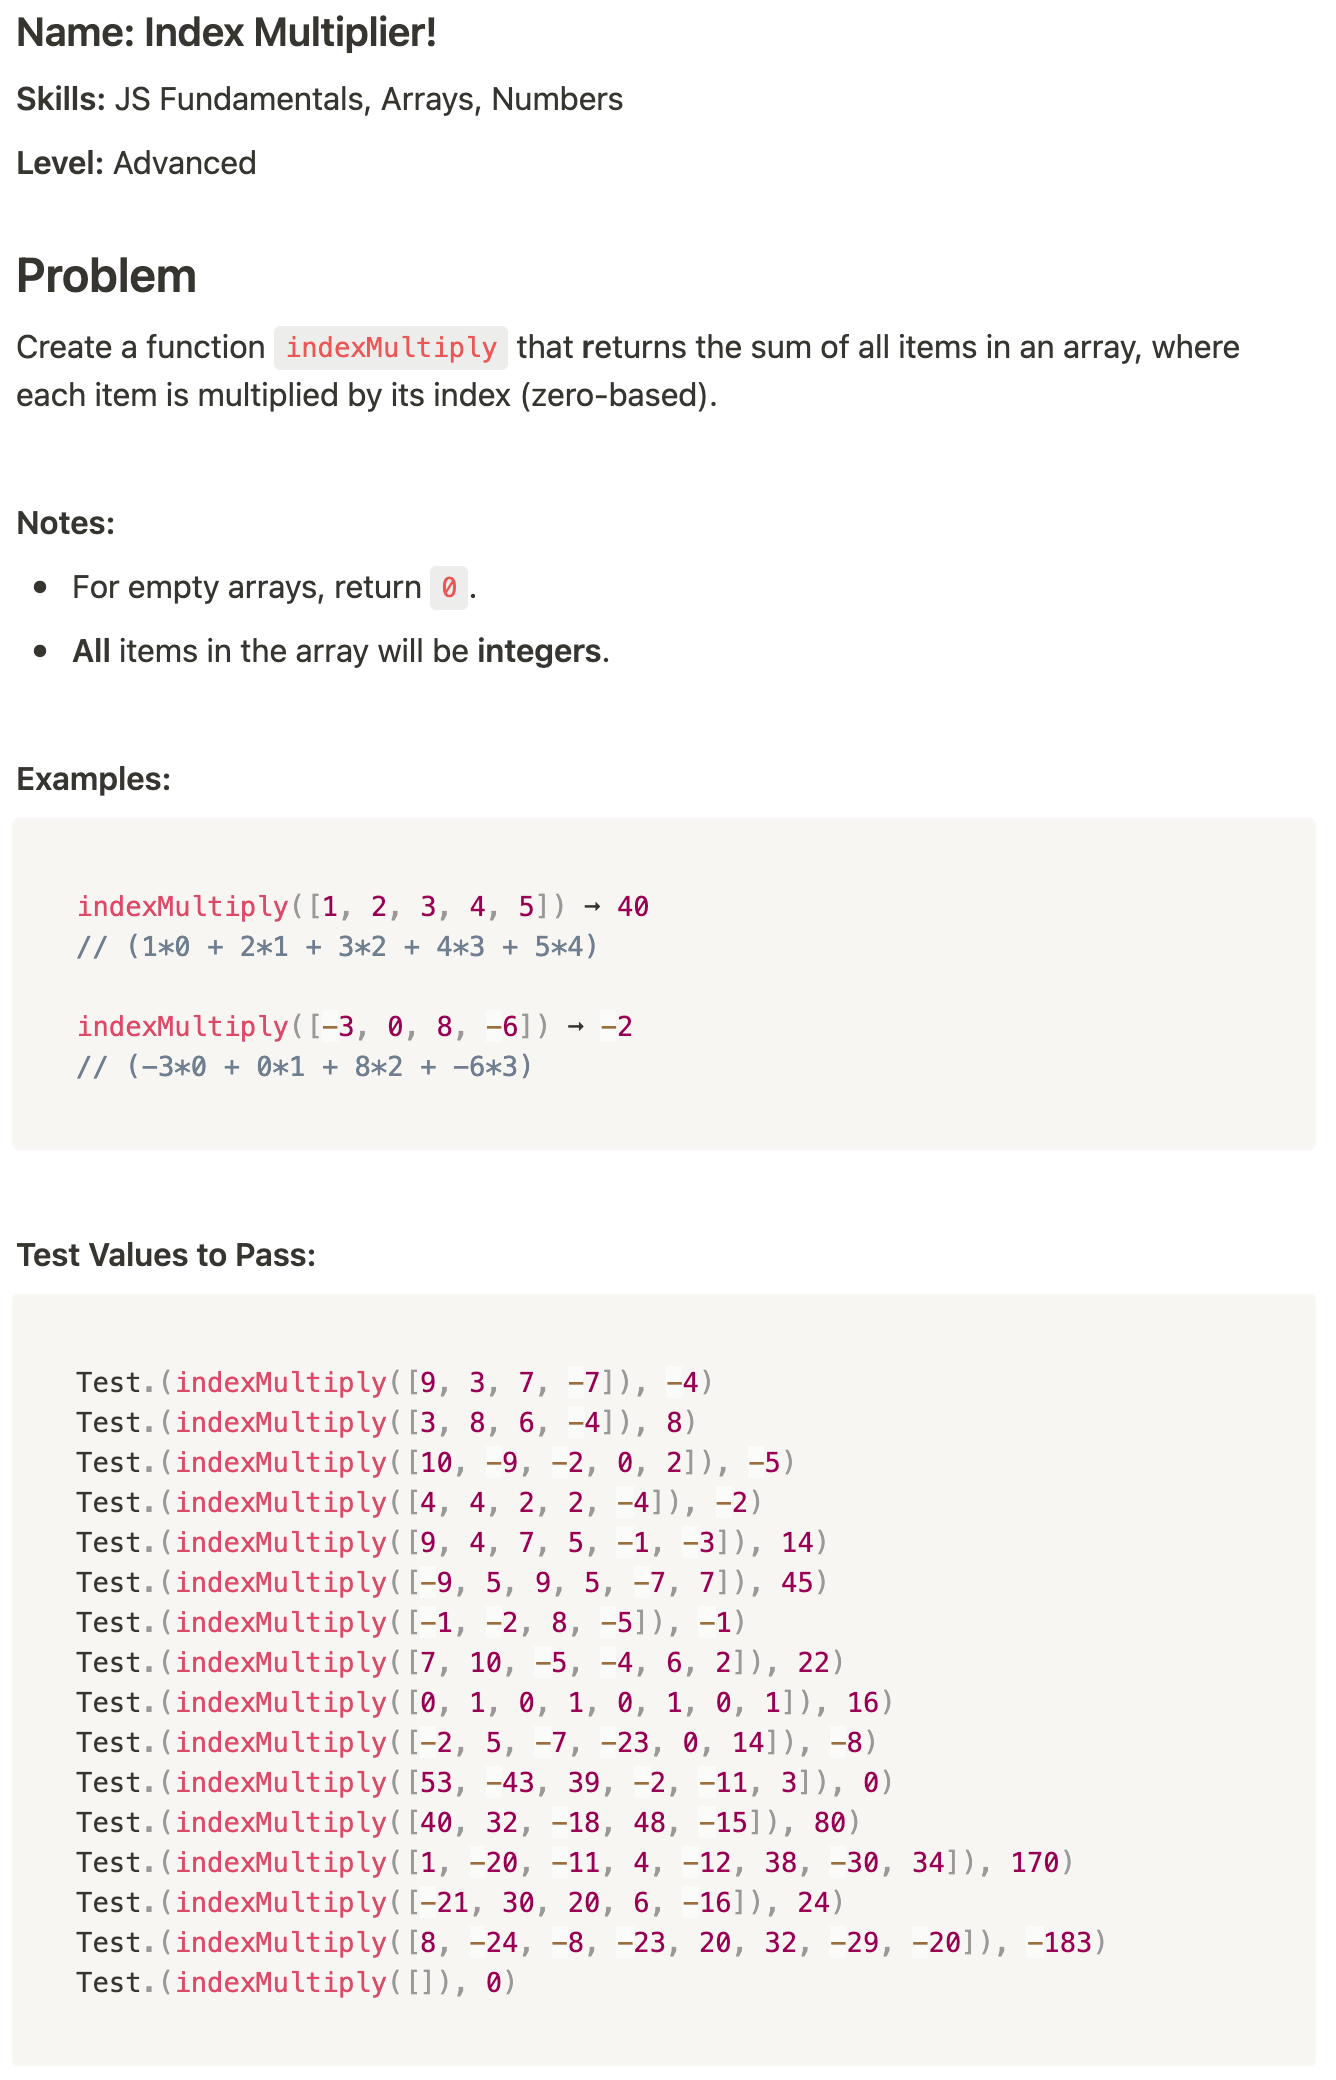 Name: Index Multiplier!
Skills: JS Fundamentals, Arrays, Numbers
Level: Advanced
Problem
Create a function indexMultiply that returns the sum of all items in an array, where
each item is multiplied by its index (zero-based).
Notes:
• For empty arrays, return 0.
• All items in the array will be integers.
Examples:
indexMultiply([1, 2, 3, 4, 5]) → 40
// (1*0 + 2*1 + 3*2 + 4*3 + 5*4)
indexMultiply([-3, 0, 8, -6]) → -2
// (-3*0 + 0*1 + 8*2 + -6*3)
Test Values to Pass:
Test.(indexMultiply([9, 3, 7, -7]), -4)
Test.(indexMultiply([3, 8, 6, -4]), 8)
Test.(indexMultiply([10, -9, -2, 0, 2]), -5)
Test.(indexMultiply([4, 4, 2, 2, -4]), -2)
Test.(indexMultiply([9, 4, 7, 5, -1, -3]), 14)
Test.(indexMultiply([-9, 5, 9, 5, -7, 7]), 45)
Test.(indexMultiply([-1, -2, 8, -5]), -1)
Test.(indexMultiply([7, 10, -5, -4, 6, 2]), 22)
Test.(indexMultiply([0, 1, 0, 1, 0, 1, 0, 1]), 16)
Test.(indexMultiply([-2, 5, -7, -23, 0, 14]), -8)
Test.(indexMultiply([53, -43, 39, -2, -11, 3]), 0)
Test.(indexMultiply([40, 32, -18, 48, -15]), 80)
Test.(indexMultiply([1, -20, -11, 4, -12, 38, -30, 34]), 170)
Test.(indexMultiply([-21, 30, 20, 6, -16]), 24)
Test.(indexMultiply([8, -24, -8, -23, 20, 32, -29, -20]), -183)
Test.(indexMultiply([]), 0)